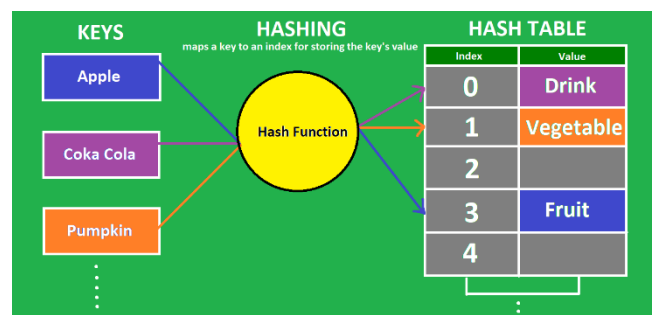 KEYS
HASHING
maps a key to an index for storing the key's value
HASH TABLE
Apple
Coka Cola
Pumpkin
Hash Function
Index Value
0 Drink
1 Vegetable
2
3 Fruit
4